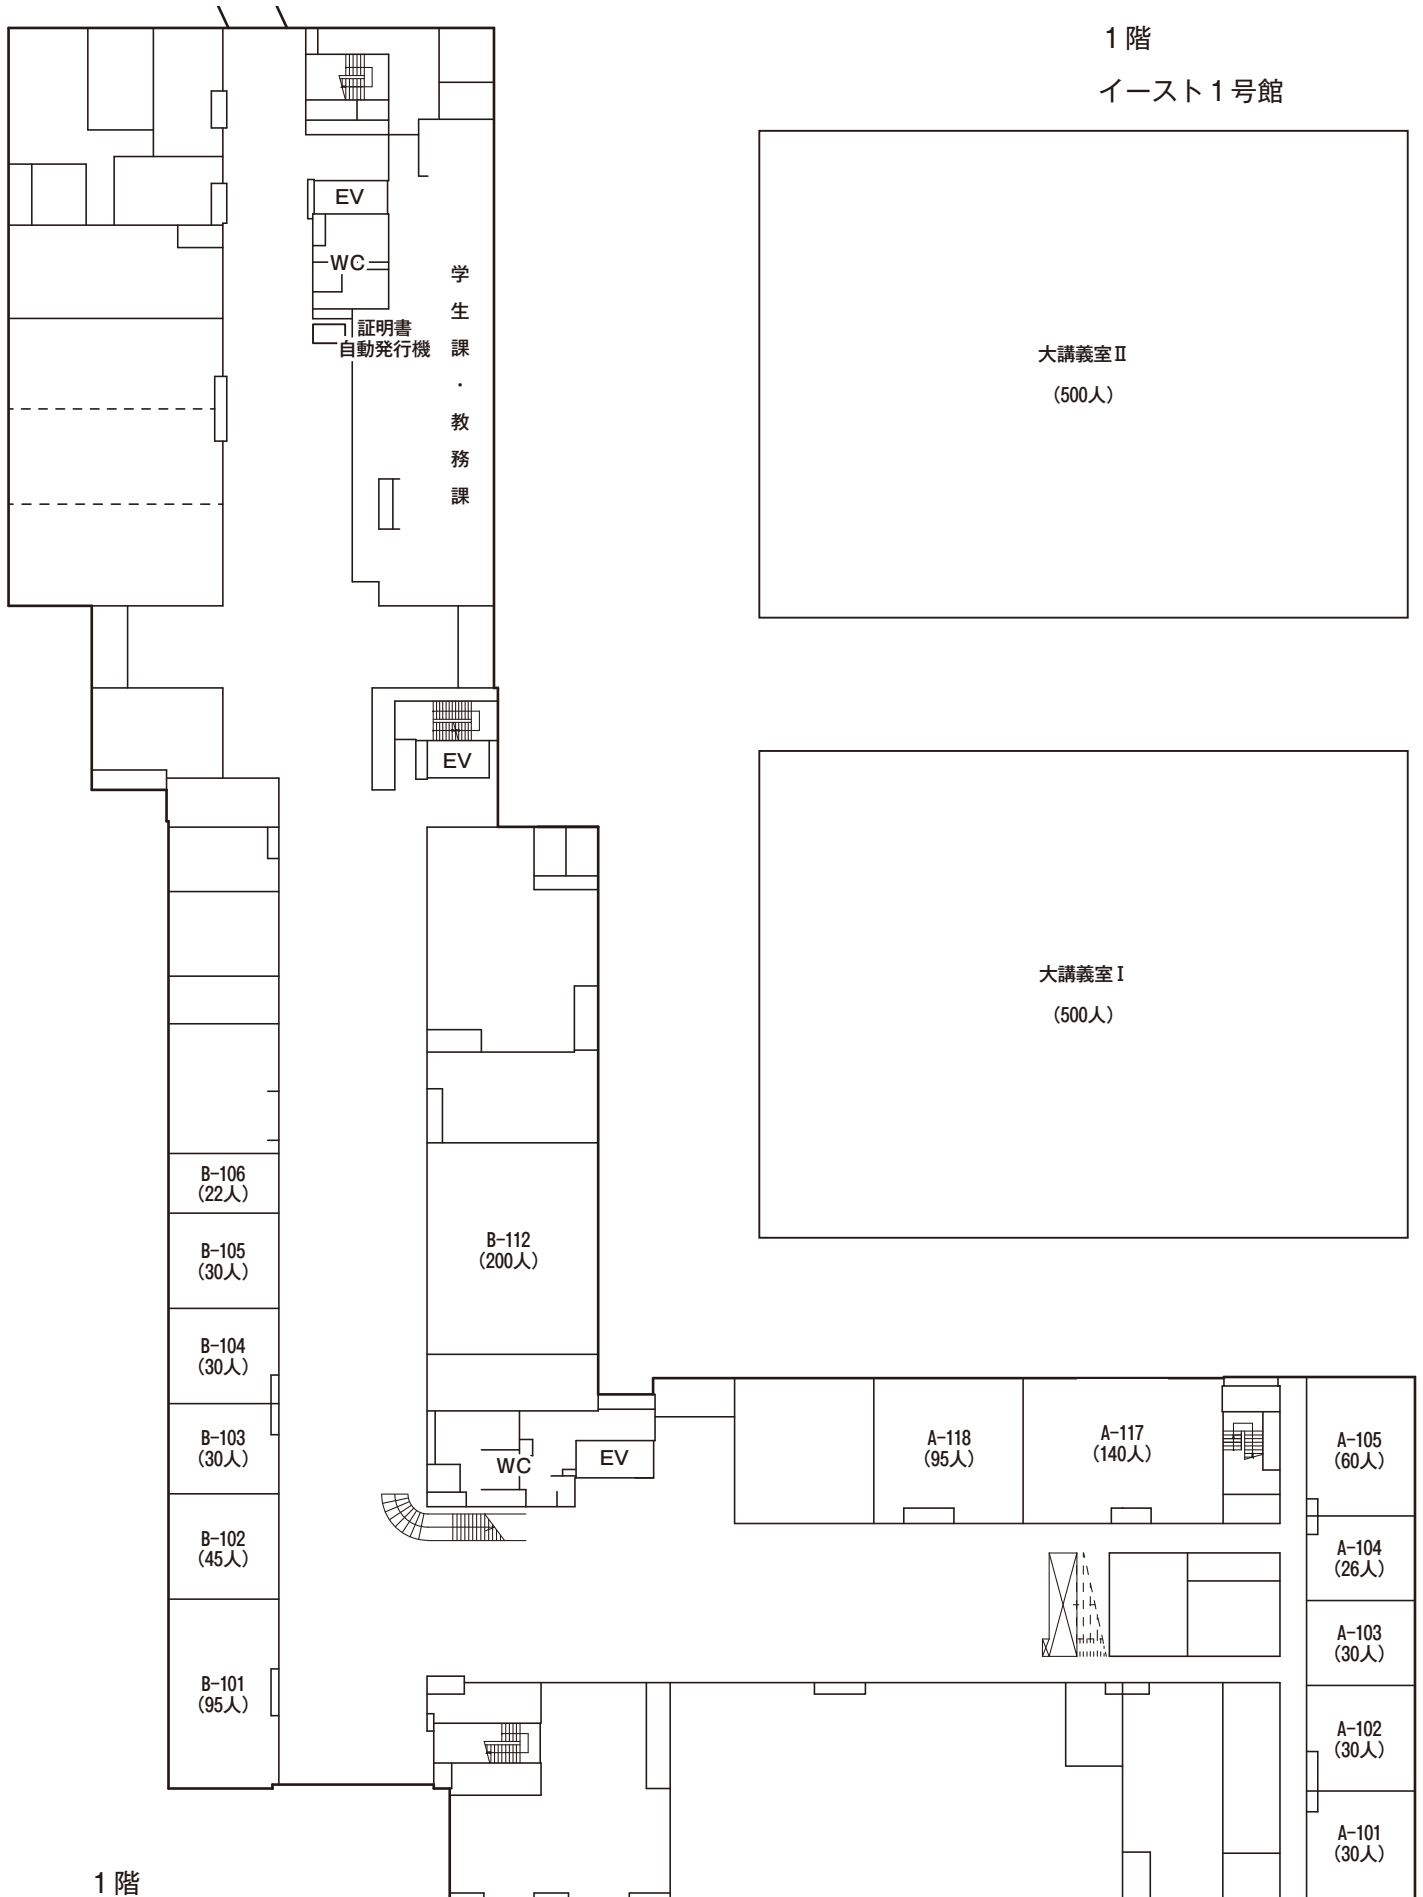 1階
イースト1号館
EV
WC
証明書
自動発行機
学生課・教務課
大講義室Ⅱ
(500人)
EV
大講義室Ⅰ
(500人)
B-106
(22人)
B-105
(30人)
B-112
(200人)
B-104
(30人)
B-103
(30人)
WC
EV
A-118
(95人)
A-117
(140人)
A-105
(60人)
B-102
(45人)
A-104
(26人)
A-103
(30人)
B-101
(95人)
A-102
(30人)
A-101
(30人)
1階